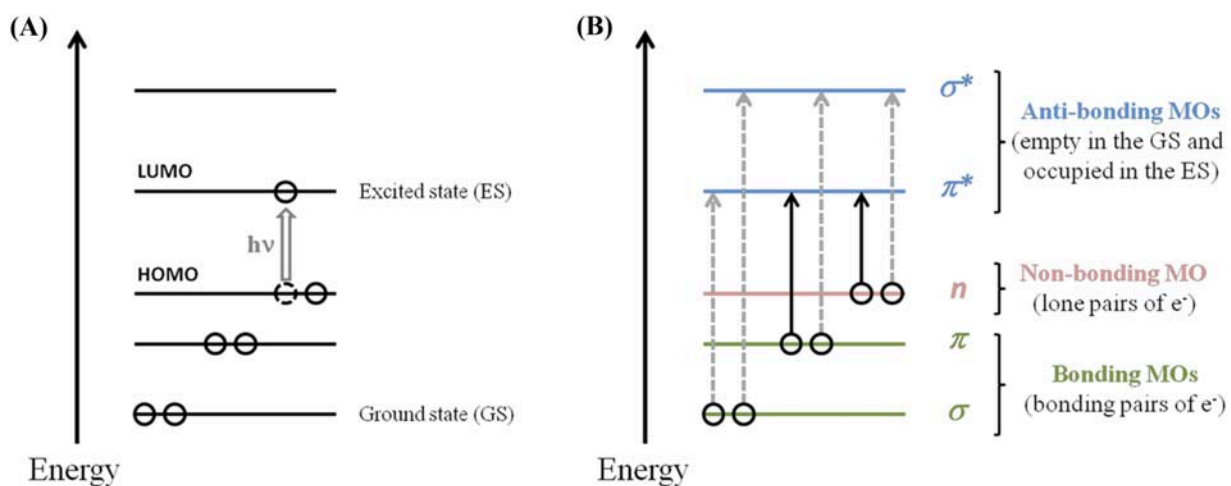 (A)
LUMO
Excited state (ES)
hν
HOMO
Ground state (GS)
Energy
(B)
σ*
Anti-bonding MOs
(empty in the GS and
occupied in the ES)
π*
n
Non-bonding MO
(lone pairs of e-)
π
Bonding MOs
(bonding pairs of e-)
σ
Energy